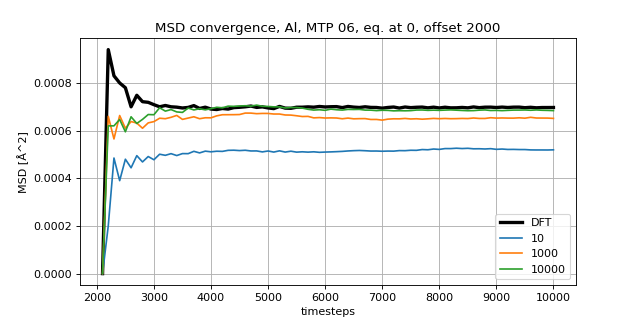 MSD convergence, Al, MTP 06, eq. at 0, offset 2000
MSD [Å^2]
0.0008
0.0006
0.0004
0.0002
0.0000
DFT
10
1000
10000
2000 3000 4000 5000 6000 7000 8000 9000 10000
timesteps